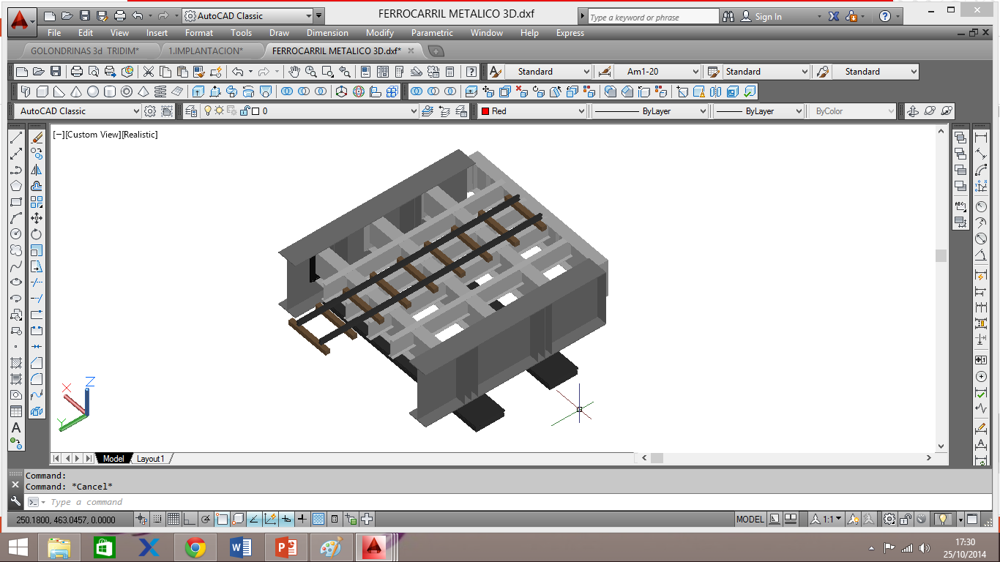 AutoCAD Classic
FERROCARRIL METALICO 3D.dxf
Type a keyword or phrase
Sign In
File Edit View Insert Format Tools Draw Dimension Modify Parametric Window Help Express
GOLONDRINAS 3d TRIDIM*
1.IMPLANTACION*
FERROCARRIL METALICO 3D.dxf*
Standard
Am1-20
Standard
Standard
AutoCAD Classic
0
Red
ByLayer
ByLayer
ByColor
[−][Custom View][Realistic]
X
Z
Y
Model
Layout1
Command:
Command: *Cancel*
Type a command
250.1800, 463.0457, 0.0000
MODEL
1:1
17:30
25/10/2014